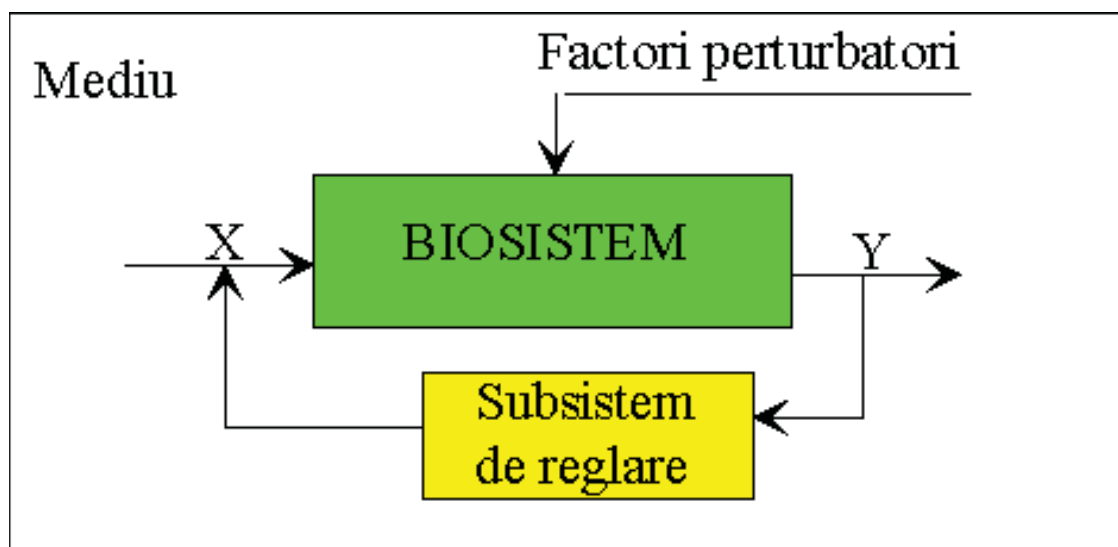 Factori perturbatori
Mediu
X
BIOSISTEM
Y
Subsistem
de reglare